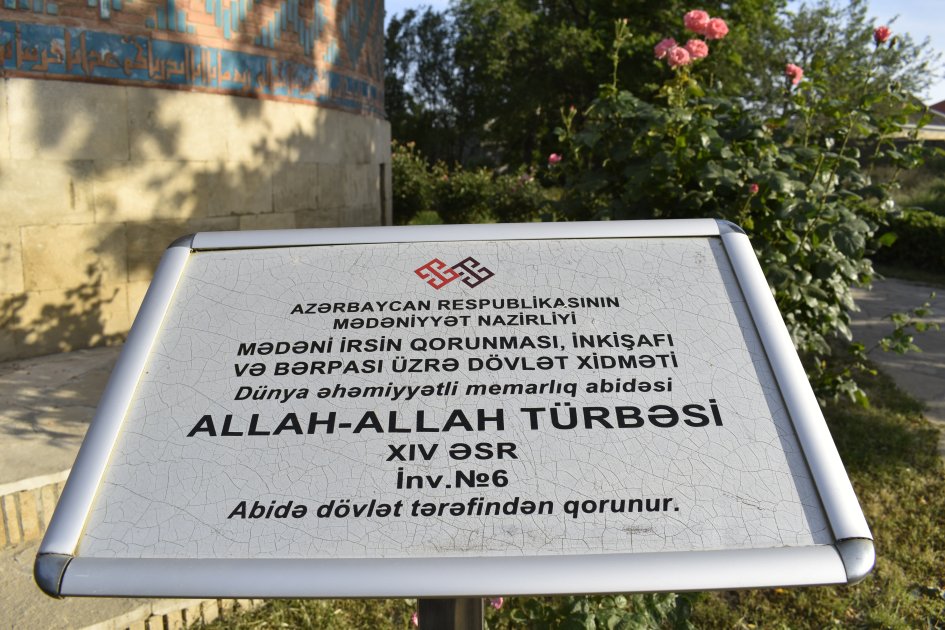 AZƏRBAYCAN RESPUBLİKASININ
MƏDƏNİYYƏT NAZİRLİYİ
MƏDƏNİ İRSİN QORUNMASI, İNKİŞAFI
VƏ BƏRPASI ÜZRƏ DÖVLƏT XİDMƏTİ
Dünya əhəmiyyətli memarlıq abidəsi
ALLAH-ALLAH TÜRBƏSİ
XIV ƏSR
İnv.№6
Abidə dövlət tərəfindən qorunur.